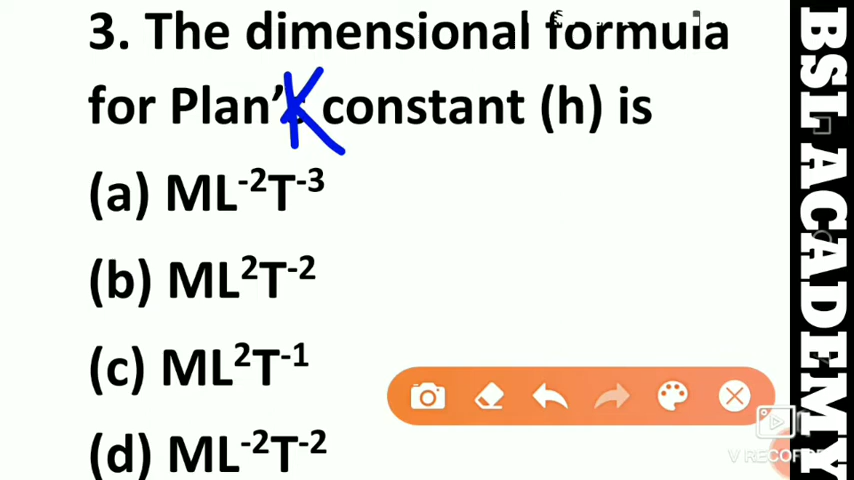 3. The dimensional formula
for Plan'K constant (h) is
(a) ML⁻²T⁻³
(b) ML²T⁻²
(c) ML²T⁻¹
(d) ML⁻²T⁻²
BSL ACADEMY